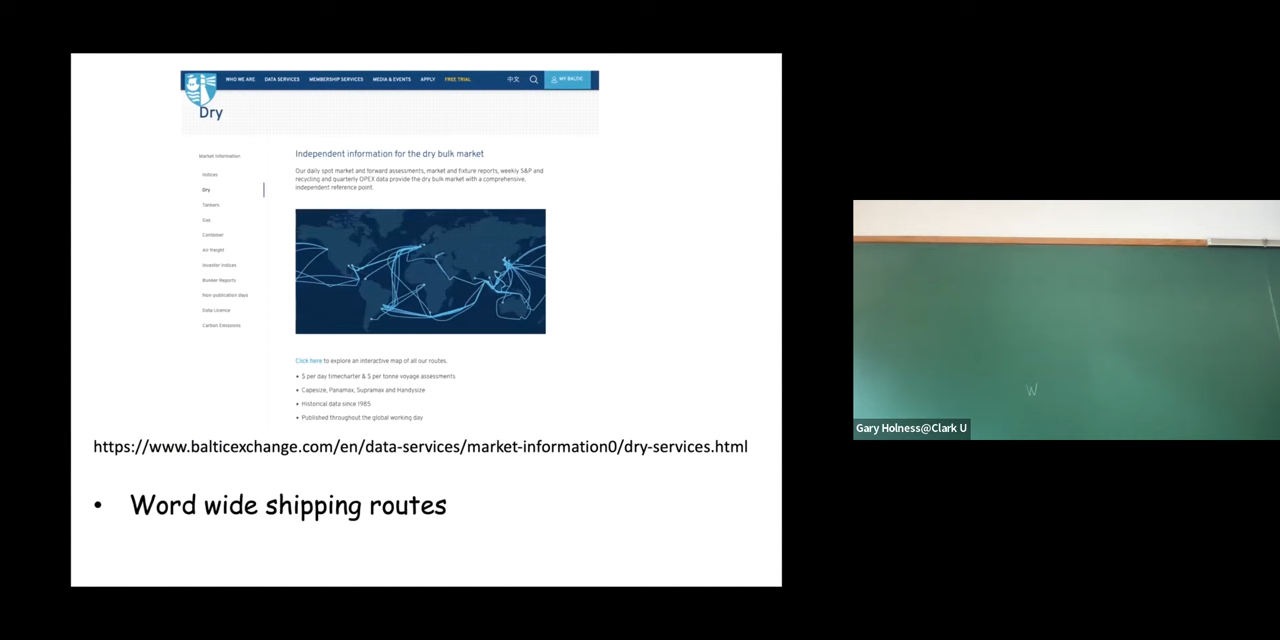 WHO WE ARE DATA SERVICES MEMBERSHIP SERVICES MEDIA & EVENTS APPLY FREE TRIAL 中文 MY BALTIC
Dry
Market Information
Indices
Dry
Tankers
Gas
Container
Air freight
Investor Indices
Bunker Reports
Non-publication days
Data Licence
Carbon Emissions
Independent information for the dry bulk market
Our daily spot market and forward assessments, market and fixture reports, weekly S&P and
recycling and quarterly OPEX data provide the dry bulk market with a comprehensive,
independent reference point.
Click here to explore an interactive map of all our routes.
• $ per day timecharter & $ per tonne voyage assessments
• Capesize, Panamax, Supramax and Handysize
• Historical data since 1985
• Published throughout the global working day
https://www.balticexchange.com/en/data-services/market-information0/dry-services.html
• Word wide shipping routes
W
Gary Holness@Clark U